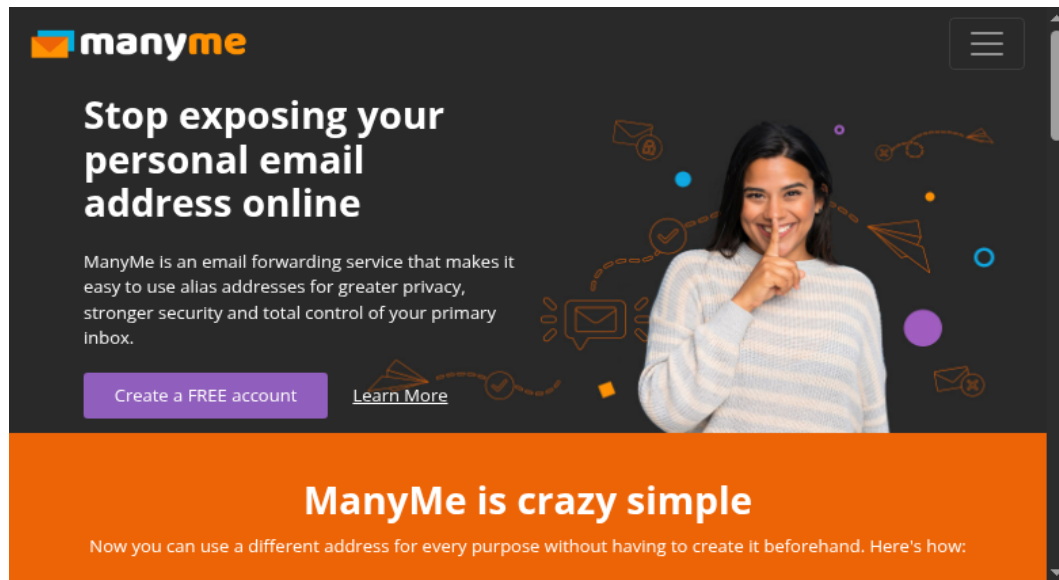 manyme
Stop exposing your
personal email
address online
ManyMe is an email forwarding service that makes it
easy to use alias addresses for greater privacy,
stronger security and total control of your primary
inbox.
Create a FREE account
Learn More
ManyMe is crazy simple
Now you can use a different address for every purpose without having to create it beforehand. Here's how: